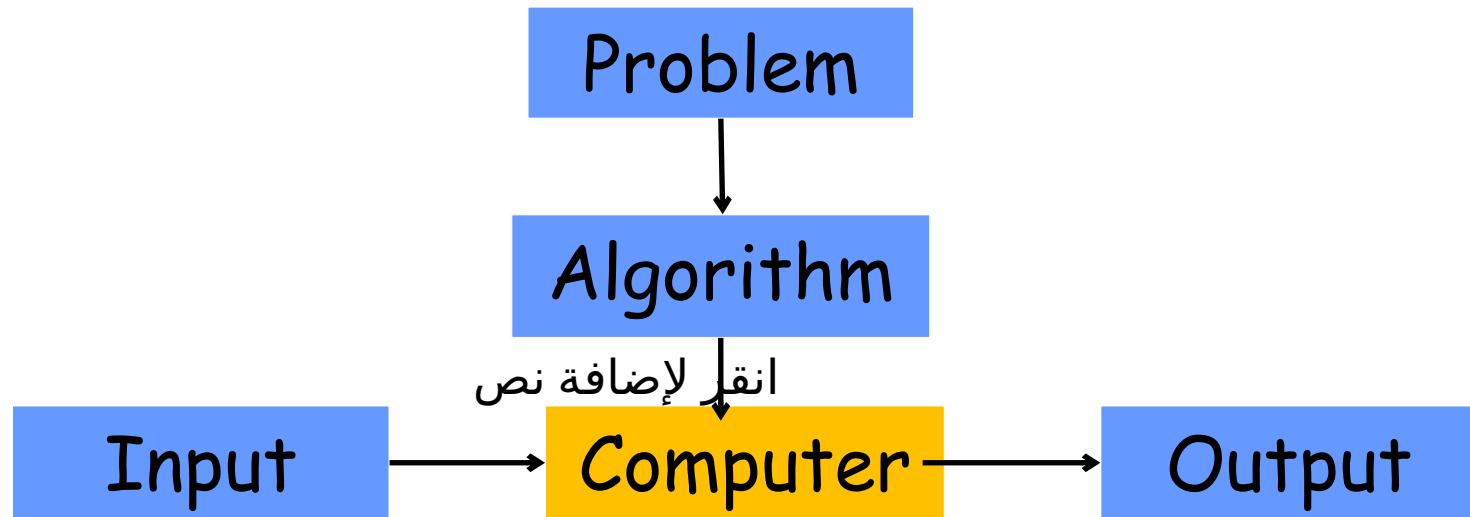 Problem
Algorithm
انقر لإضافة نص
Input
Computer
Output